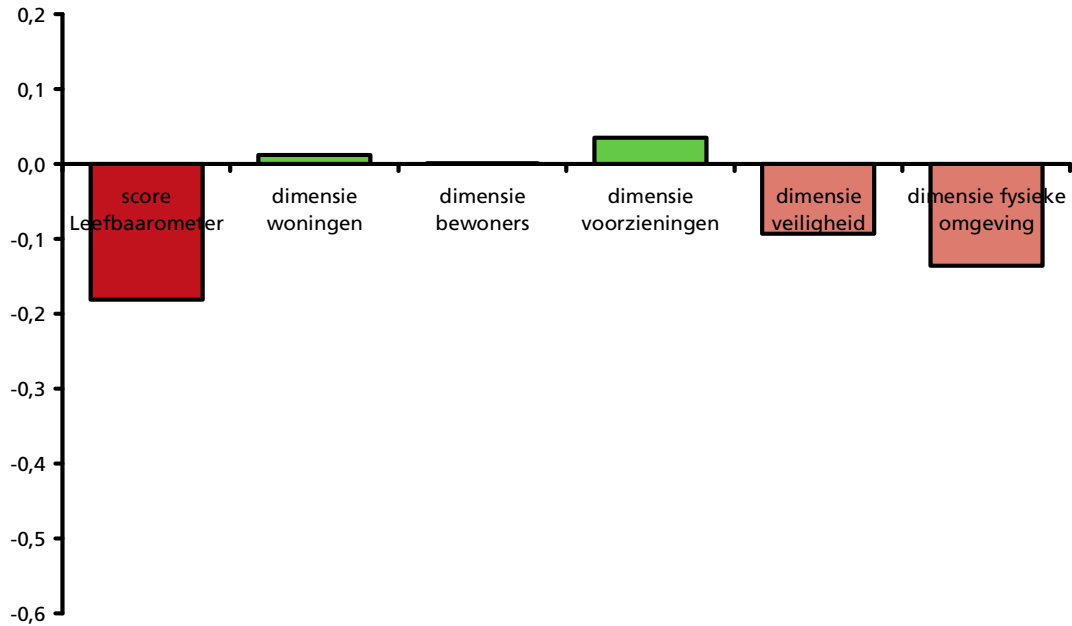 0,2
0,1
0,0
-0,1
-0,2
-0,3
-0,4
-0,5
-0,6
score
Leefbaarometer
dimensie
woningen
dimensie
bewoners
dimensie
voorzieningen
dimensie
veiligheid
dimensie fysieke
omgeving